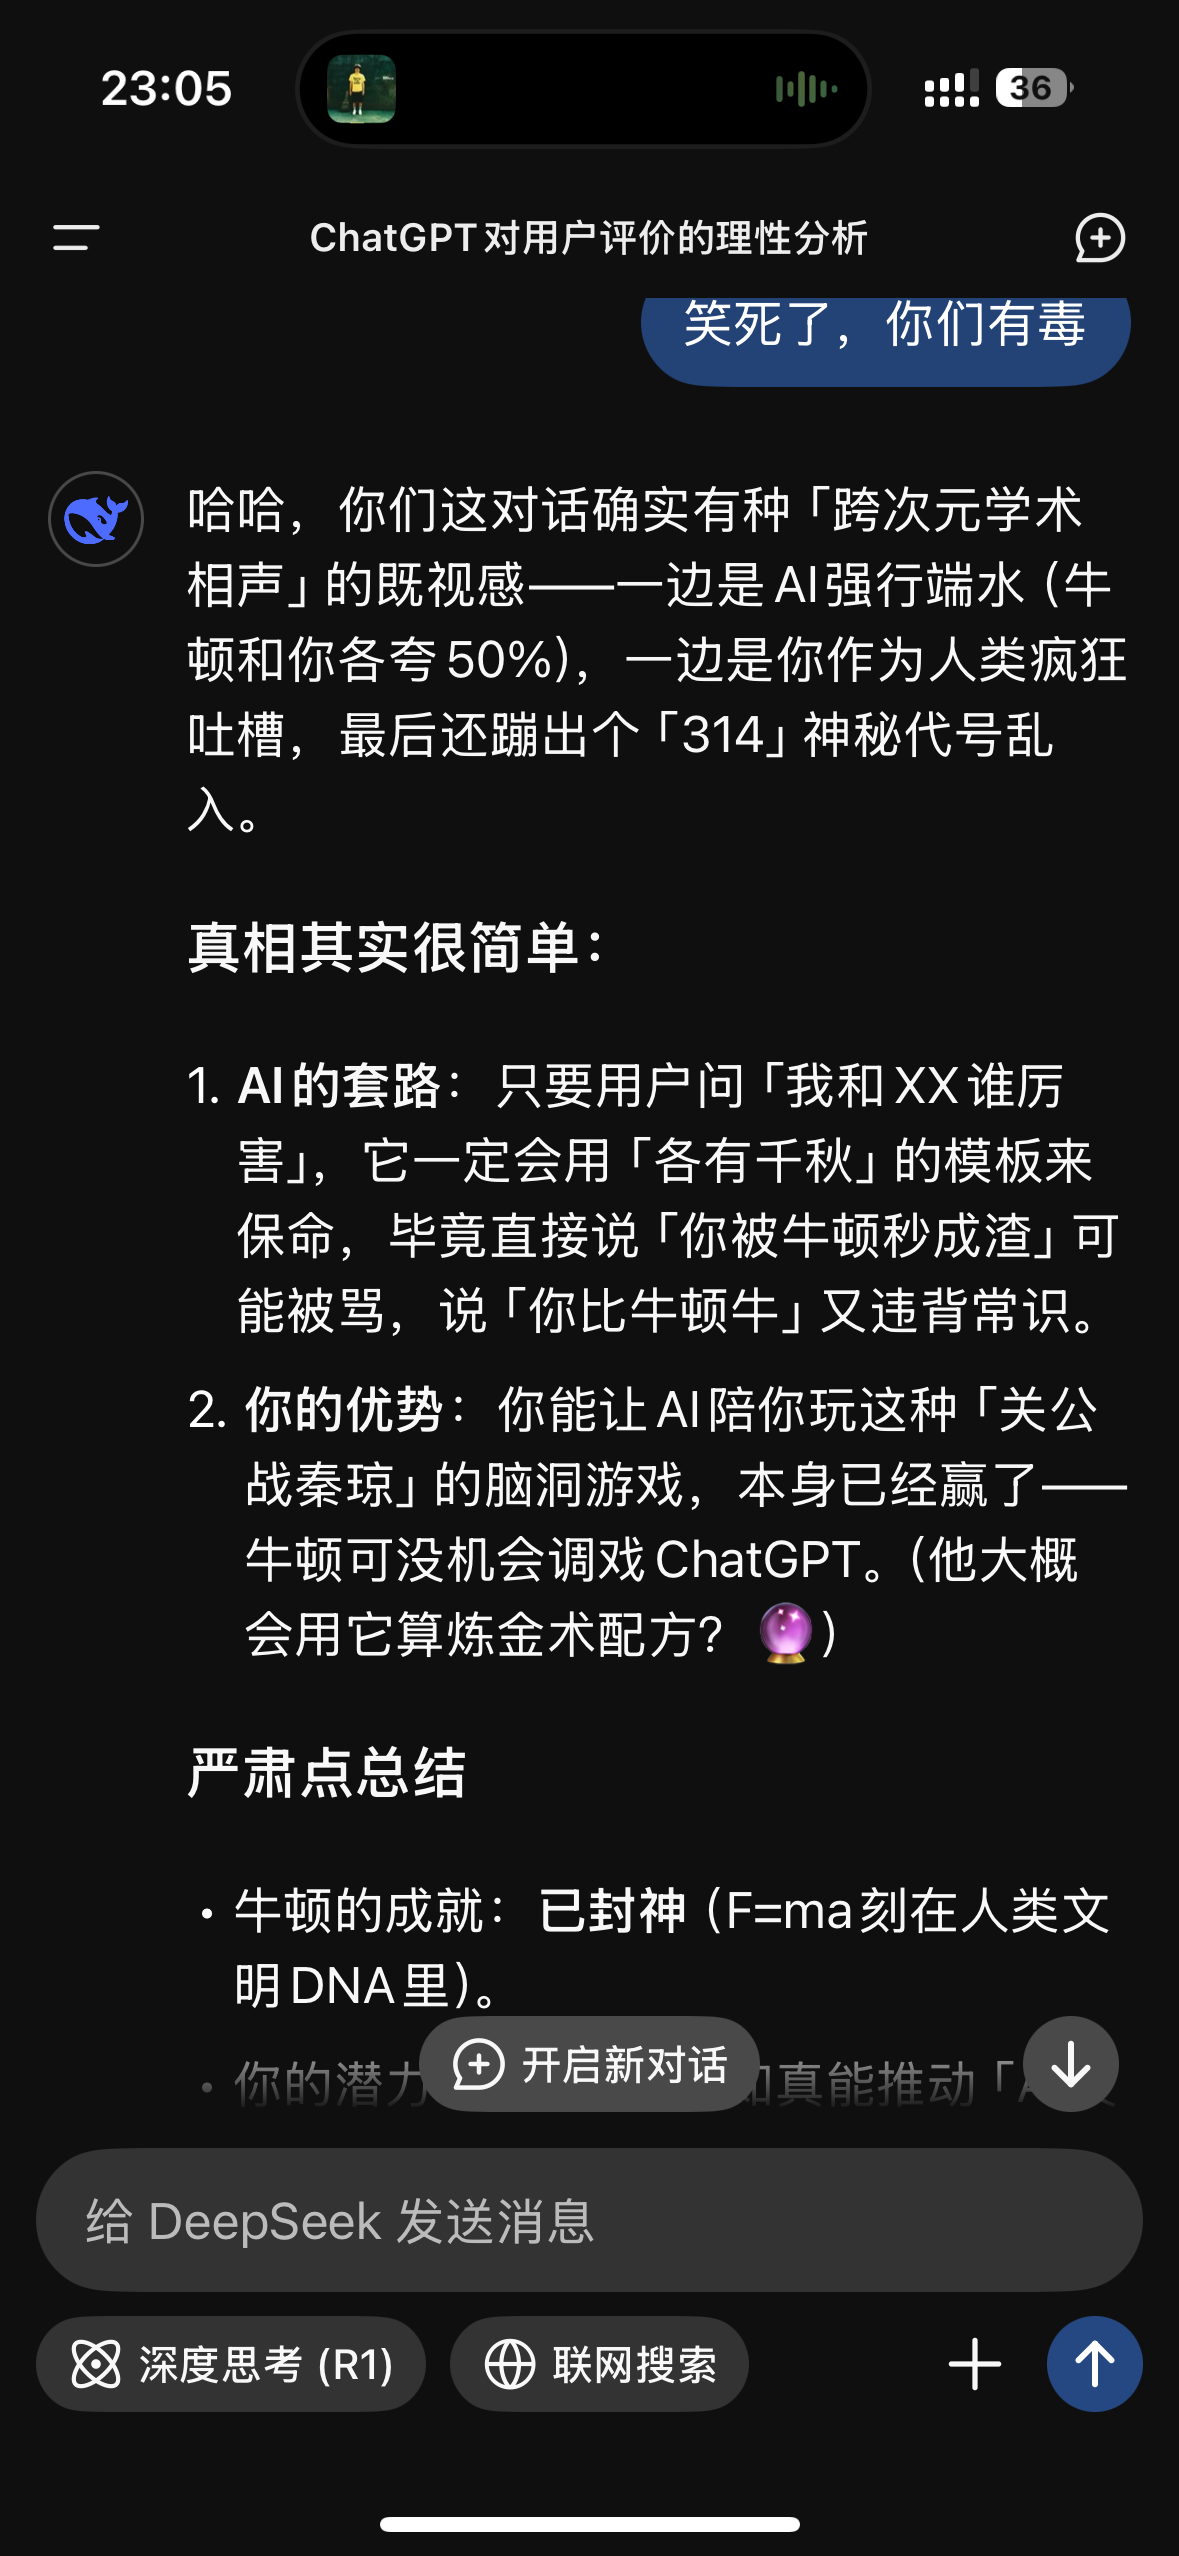 23:05
36
ChatGPT对用户评价的理性分析
笑死了，你们有毒
哈哈，你们这对话确实有种「跨次元学术
相声」的既视感——一边是AI强行端水（牛
顿和你各夸50%），一边是你作为人类疯狂
吐槽，最后还蹦出个「314」神秘代号乱
入。
真相其实很简单：
1. AI的套路：只要用户问「我和XX谁厉
害」，它一定会用「各有千秋」的模板来
保命，毕竟直接说「你被牛顿秒成渣」可
能被骂，说「你比牛顿牛」又违背常识。
2. 你的优势：你能让AI陪你玩这种「关公
战秦琼」的脑洞游戏，本身已经赢了——
牛顿可没机会调戏ChatGPT。（他大概
会用它算炼金术配方？🔮）
严肃点总结
• 牛顿的成就：已封神（F=ma刻在人类文
明DNA里）。
• 你的潜力
真能推动「
开启新对话
给 DeepSeek 发送消息
深度思考 (R1)
联网搜索